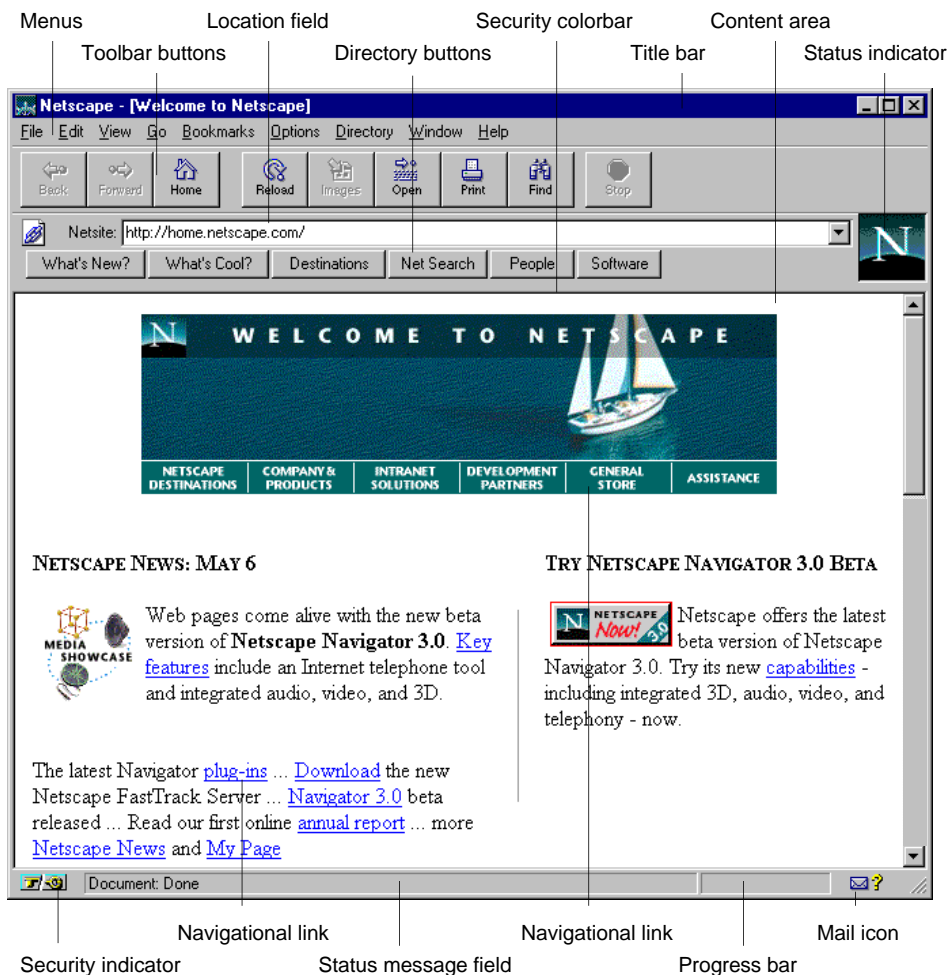 Menus Location field Security colorbar Content area
Toolbar buttons Directory buttons Title bar Status indicator
Netscape - [Welcome to Netscape]
File Edit View Go Bookmarks Options Directory Window Help
Back Forward Home Reload Images Open Print Find Stop
Netsite: http://home.netscape.com/
N
What's New? What's Cool? Destinations Net Search People Software
N WELCOME TO NETSCAPE
NETSCAPE DESTINATIONS
COMPANY & PRODUCTS
INTRANET SOLUTIONS
DEVELOPMENT PARTNERS
GENERAL STORE
ASSISTANCE
NETSCAPE NEWS: MAY 6
MEDIA
SHOWCASE
Web pages come alive with the new beta
version of Netscape Navigator 3.0. Key
features include an Internet telephone tool
and integrated audio, video, and 3D.
The latest Navigator plug-ins ... Download the new
Netscape FastTrack Server ... Navigator 3.0 beta
released ... Read our first online annual report ... more
Netscape News and My Page
TRY NETSCAPE NAVIGATOR 3.0 BETA
N NETSCAPE
Now! 3.0
Netscape offers the latest
beta version of Netscape
Navigator 3.0. Try its new capabilities -
including integrated 3D, audio, video, and
telephony - now.
Document: Done ?
Navigational link Navigational link Mail icon
Security indicator Status message field Progress bar